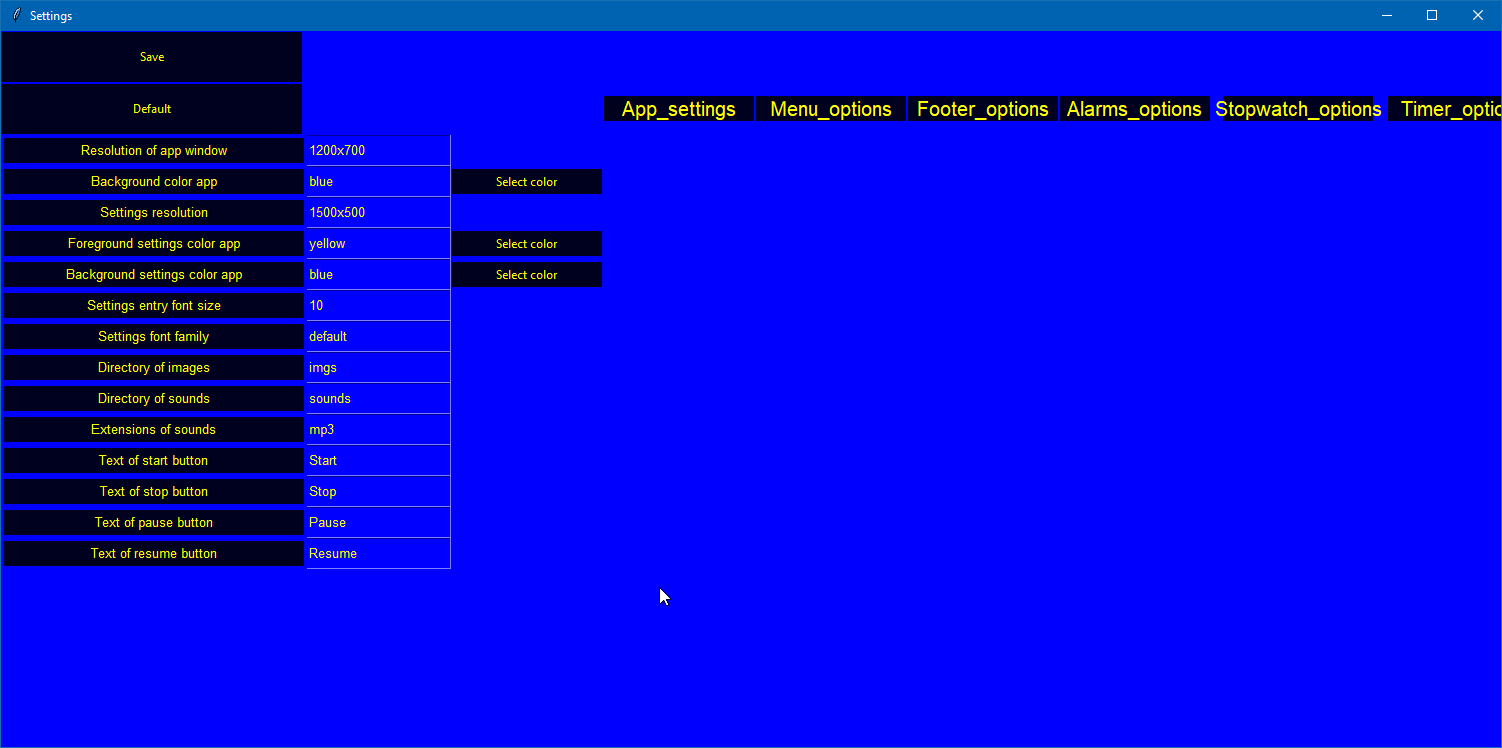 Settings
Save
Default
App_settings Menu_options Footer_options Alarms_options Stopwatch_options Timer_optio
Resolution of app window 1200x700
Background color app blue Select color
Settings resolution 1500x500
Foreground settings color app yellow Select color
Background settings color app blue Select color
Settings entry font size 10
Settings font family default
Directory of images imgs
Directory of sounds sounds
Extensions of sounds mp3
Text of start button Start
Text of stop button Stop
Text of pause button Pause
Text of resume button Resume